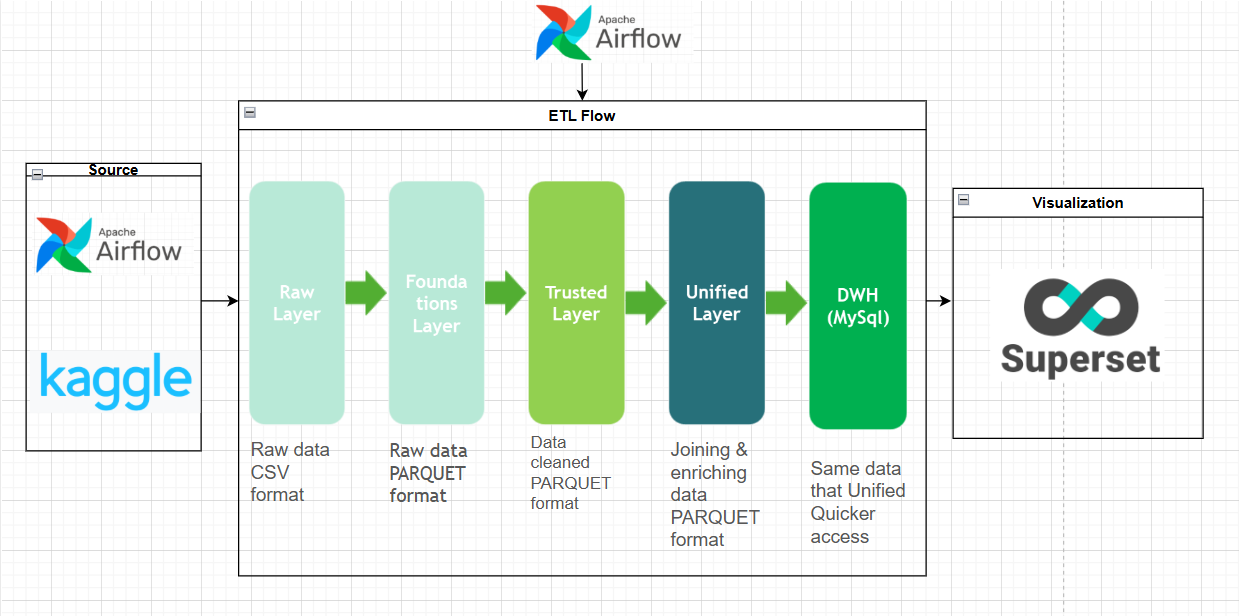 Apache
Airflow
ETL Flow
Source
Apache
Airflow
kaggle
Raw
Layer
Founda
tions
Layer
Trusted
Layer
Unified
Layer
DWH
(MySql)
Raw data
CSV
format
Raw data
PARQUET
format
Data
cleaned
PARQUET
format
Joining &
enriching
data
PARQUET
format
Same data
that Unified
Quicker
access
Visualization
Superset